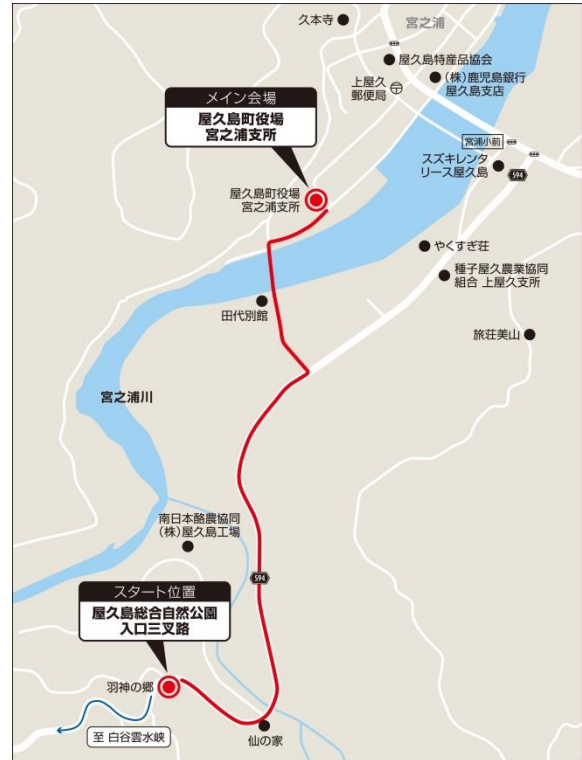 宮之浦
久本寺
屋久島特産品協会
上屋久
郵便局
(株)鹿児島銀行
屋久島支店
メイン会場
屋久島町役場
宮之浦支所
宮浦小前
スズキレンタ
リース屋久島
594
屋久島町役場
宮之浦支所
やくすぎ荘
種子屋久農業協同
組合 上屋久支所
田代別館
旅荘美山
宮之浦川
南日本酪農協同
(株)屋久島工場
594
スタート位置
屋久島総合自然公園
入口三叉路
羽神の郷
至 白谷雲水峡
仙の家